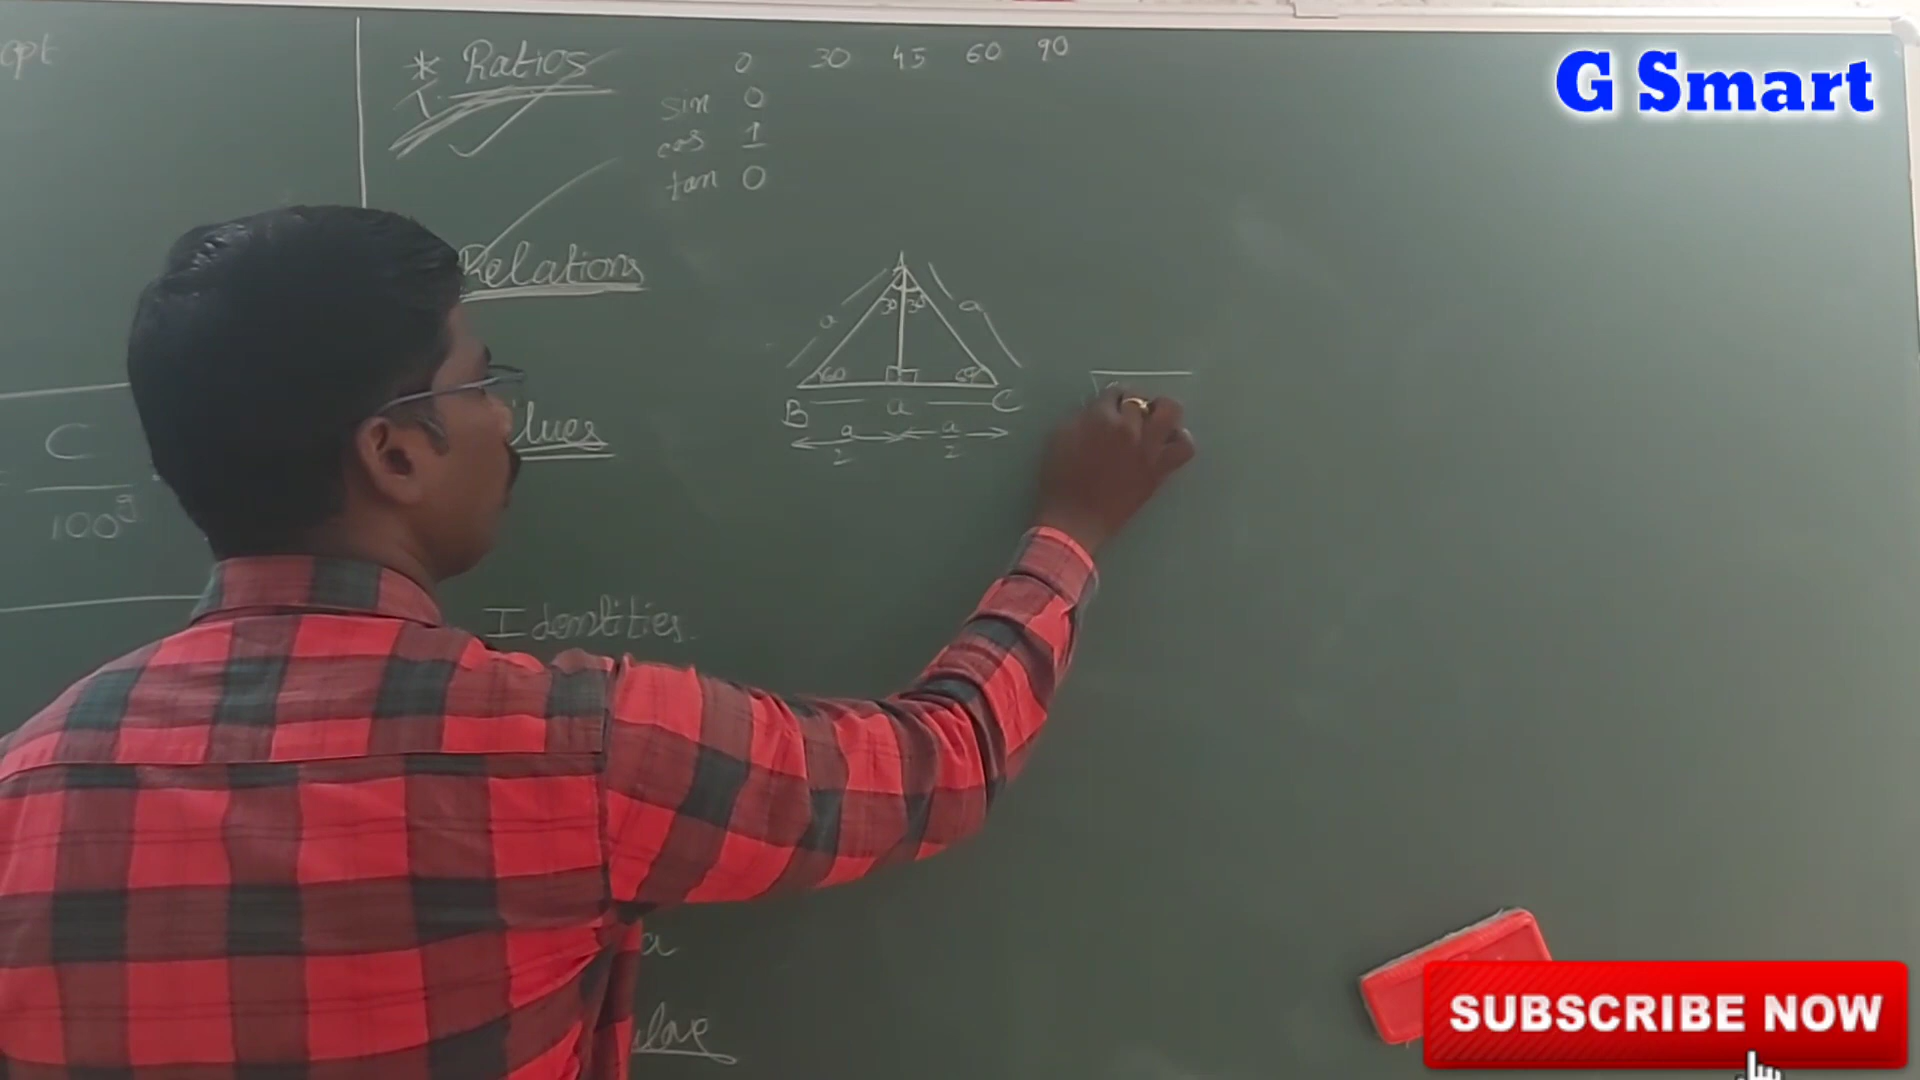 * Ratios
0 30 45 60 90
sin 0
cos 1
tan 0
Relations
A
30 30
a a
60 60
B a C
a/2 a/2
C
100g
Identities.
G Smart
SUBSCRIBE NOW